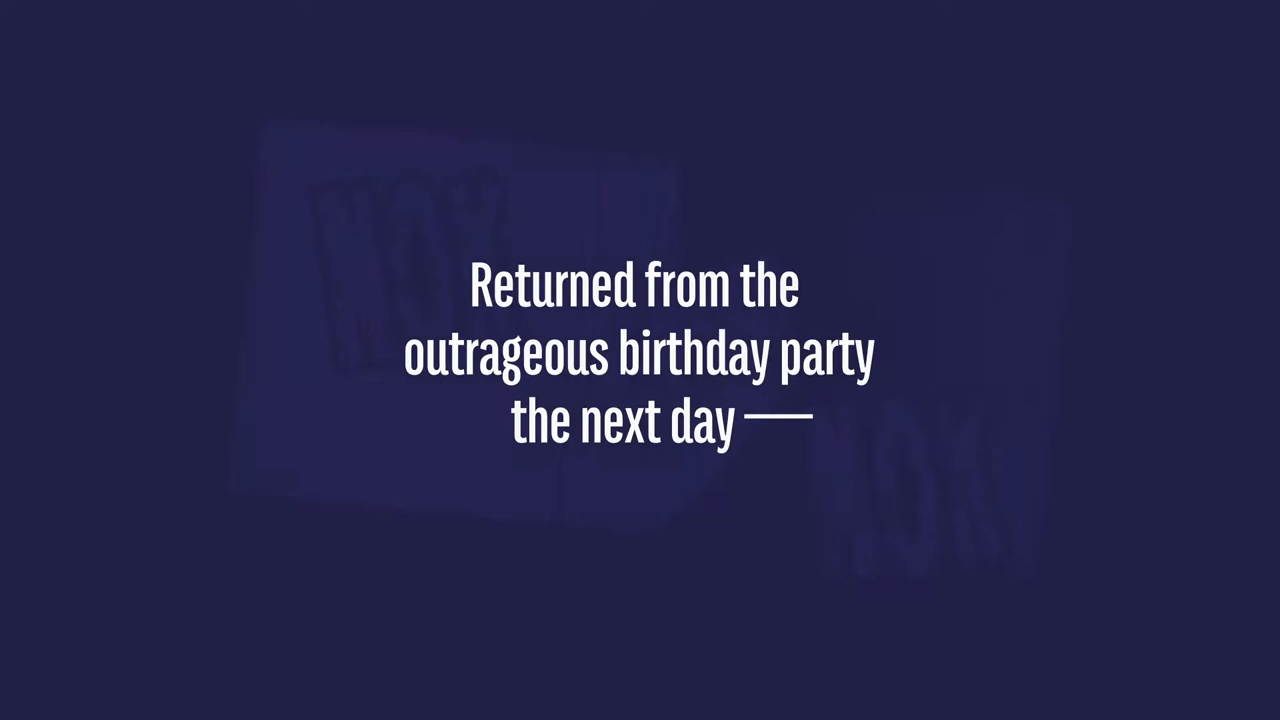 Returned from the
outrageous birthday party
the next day —